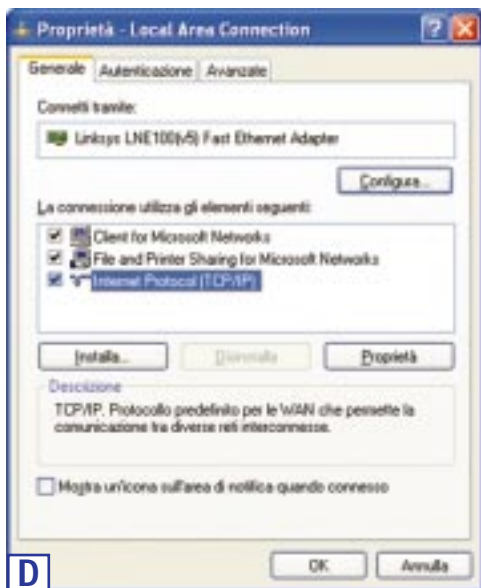 Proprietà - Local Area Connection
Generale Autenticazione Avanzate
Connetti tramite:
Linksys LNE100(v5) Fast Ethernet Adapter
Configura...
La connessione utilizza gli elementi seguenti:
Client for Microsoft Networks
File and Printer Sharing for Microsoft Networks
Internet Protocol (TCP/IP)
Installa... Disinstalla Proprietà
Descrizione
TCP/IP. Protocollo predefinito per le WAN che permette la
comunicazione tra diverse reti interconnesse.
Mostra un'icona sull'area di notifica quando connesso
OK Annulla
D